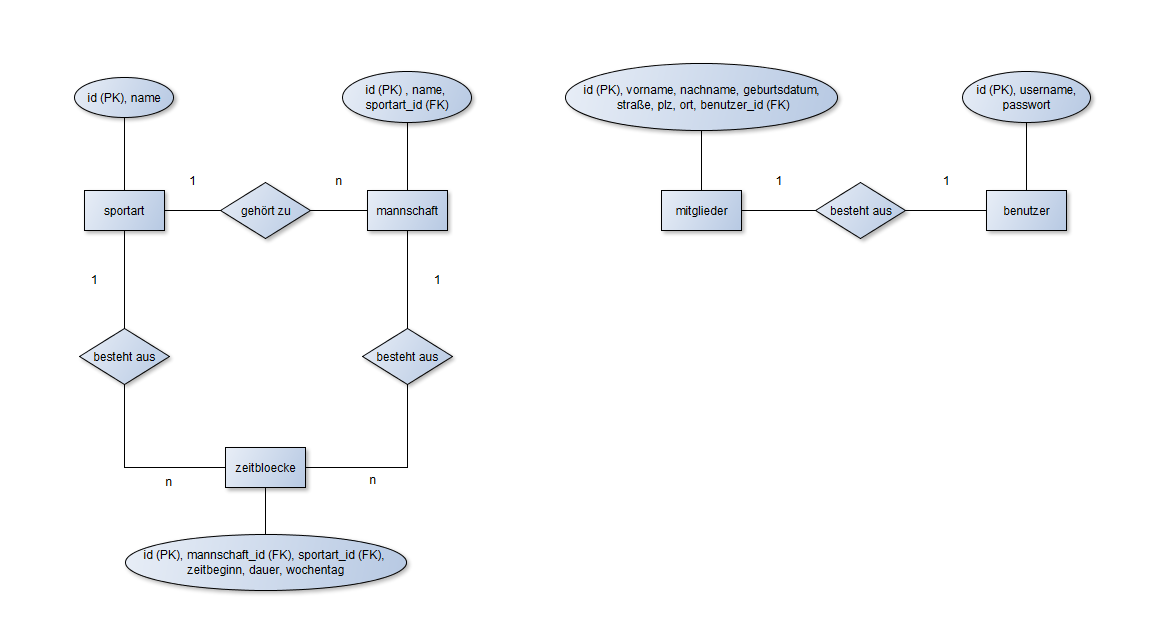 id (PK), name
id (PK) , name,
sportart_id (FK)
id (PK), vorname, nachname, geburtsdatum,
straße, plz, ort, benutzer_id (FK)
id (PK), username,
passwort
1
n
1
1
sportart
gehört zu
mannschaft
mitglieder
besteht aus
benutzer
1
1
besteht aus
besteht aus
zeitbloecke
n
n
id (PK), mannschaft_id (FK), sportart_id (FK),
zeitbeginn, dauer, wochentag